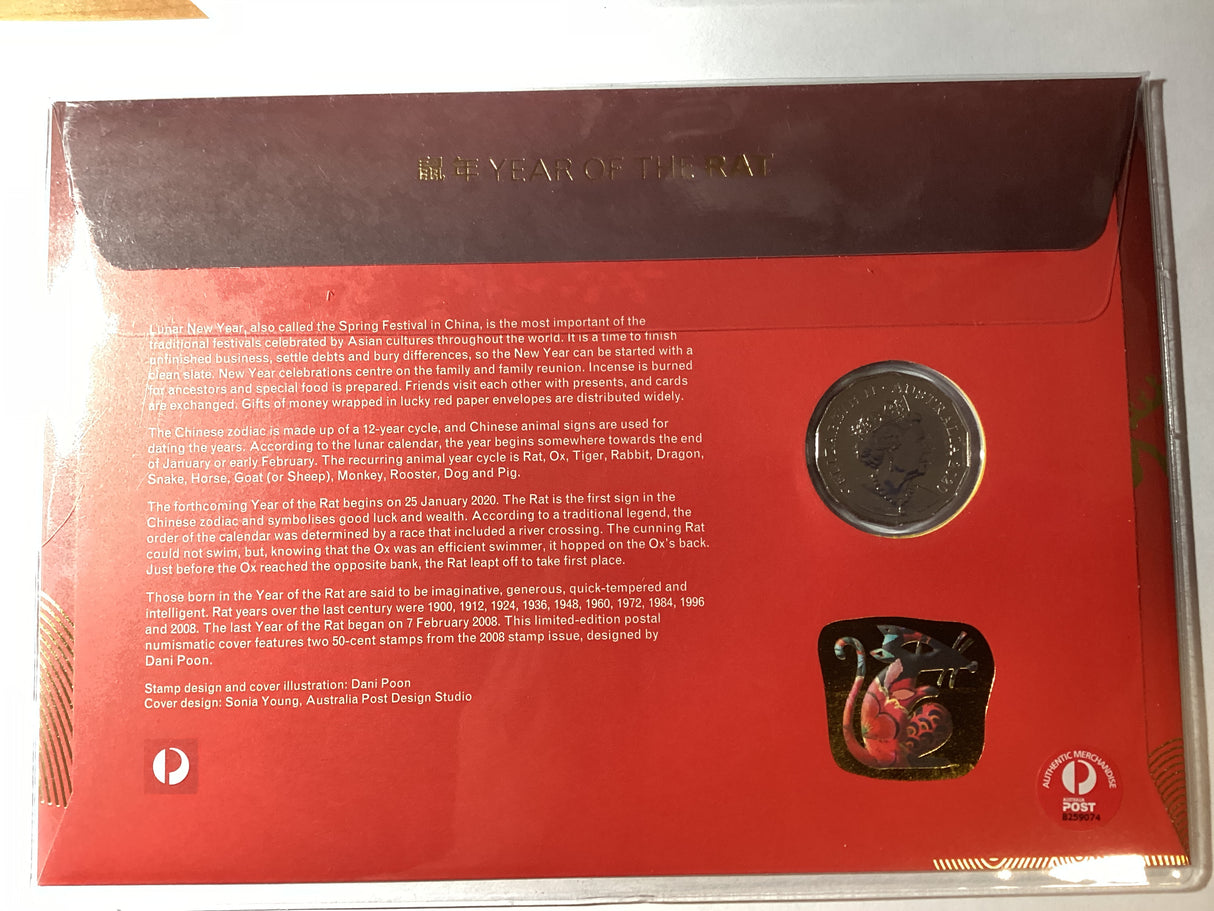 鼠年 YEAR OF THE RAT
Lunar New Year, also called the Spring Festival in China, is the most important of the
traditional festivals celebrated by Asian cultures throughout the world. It is a time to finish
unfinished business, settle debts and bury differences, so the New Year can be started with a
clean slate. New Year celebrations centre on the family and family reunion. Incense is burned
for ancestors and special food is prepared. Friends visit each other with presents, and cards
are exchanged. Gifts of money wrapped in lucky red paper envelopes are distributed widely.
The Chinese zodiac is made up of a 12-year cycle, and Chinese animal signs are used for
dating the years. According to the lunar calendar, the year begins somewhere towards the end
of January or early February. The recurring animal year cycle is Rat, Ox, Tiger, Rabbit, Dragon,
Snake, Horse, Goat (or Sheep), Monkey, Rooster, Dog and Pig.
The forthcoming Year of the Rat begins on 25 January 2020. The Rat is the first sign in the
Chinese zodiac and symbolises good luck and wealth. According to a traditional legend, the
order of the calendar was determined by a race that included a river crossing. The cunning Rat
could not swim, but, knowing that the Ox was an efficient swimmer, it hopped on the Ox's back.
Just before the Ox reached the opposite bank, the Rat leapt off to take first place.
Those born in the Year of the Rat are said to be imaginative, generous, quick-tempered and
intelligent. Rat years over the last century were 1900, 1912, 1924, 1936, 1948, 1960, 1972, 1984, 1996
and 2008. The last Year of the Rat began on 7 February 2008. This limited-edition postal
numismatic cover features two 50-cent stamps from the 2008 stamp issue, designed by
Dani Poon.
Stamp design and cover illustration: Dani Poon
Cover design: Sonia Young, Australia Post Design Studio
ELIZABETH II · AUSTRALIA
AUTHENTIC MERCHANDISE
AUSTRALIA
POST
8259074